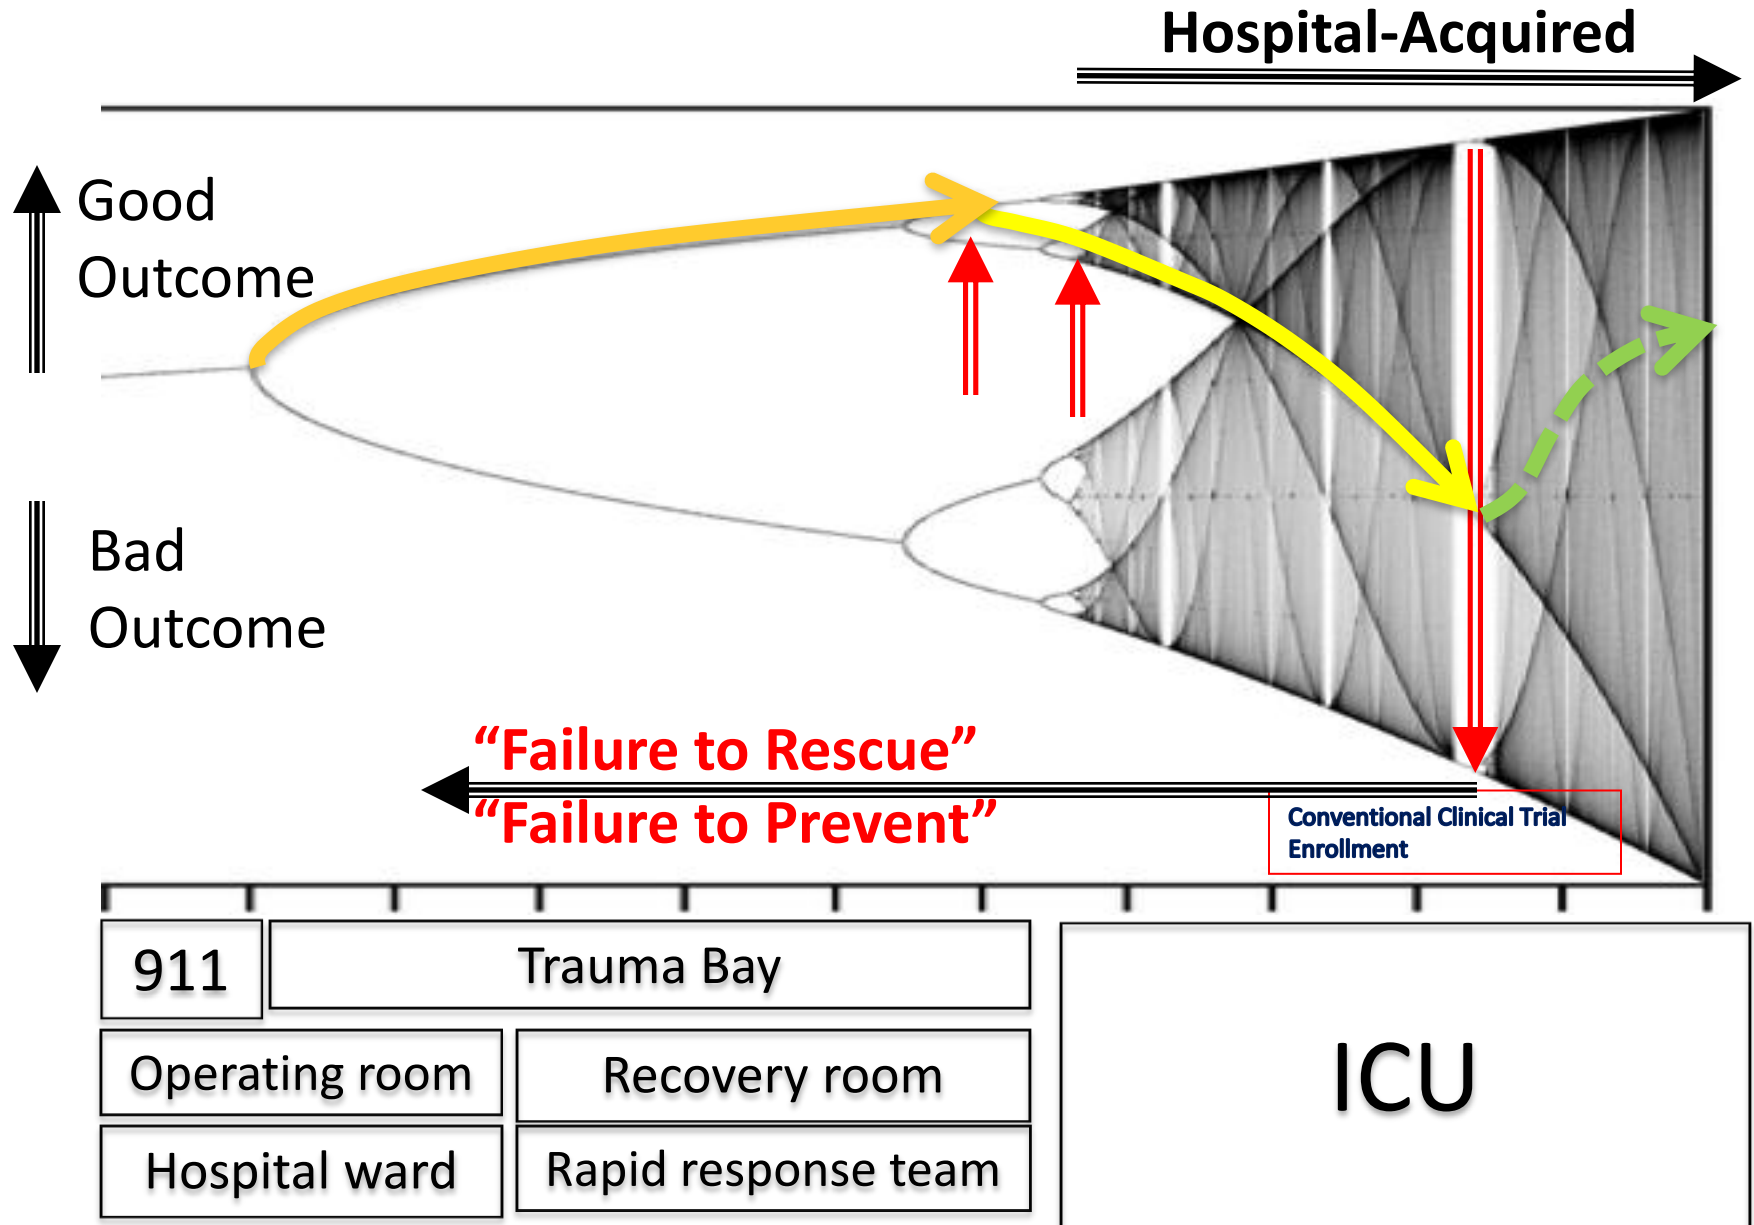 Hospital-Acquired
Good
Outcome
Bad
Outcome
“Failure to Rescue”
“Failure to Prevent”
Conventional Clinical Trial
Enrollment
911
Trauma Bay
Operating room
Recovery room
ICU
Hospital ward
Rapid response team